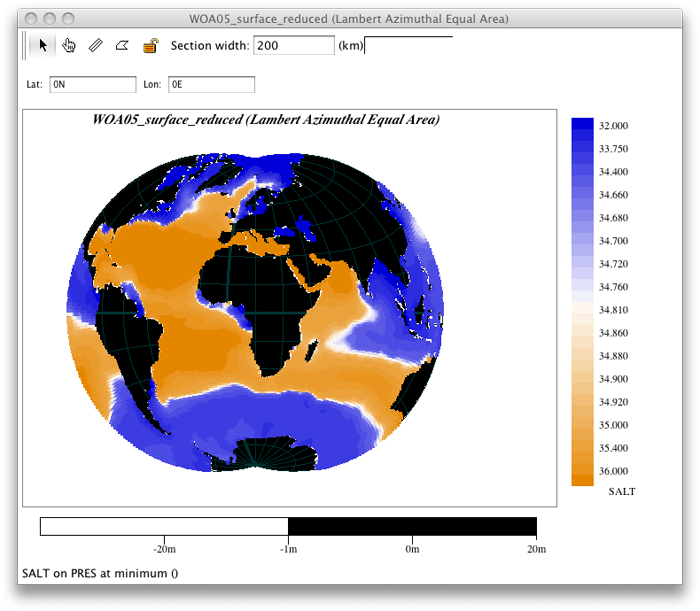 WOA05_surface_reduced (Lambert Azimuthal Equal Area)
Section width: 200 (km)
Lat: 0N Lon: 0E
WOA05_surface_reduced (Lambert Azimuthal Equal Area)
32.000
33.750
34.400
34.660
34.680
34.700
34.720
34.760
34.810
34.860
34.880
34.900
34.920
35.000
35.400
36.000
SALT
-20m -1m 0m 20m
SALT on PRES at minimum ()